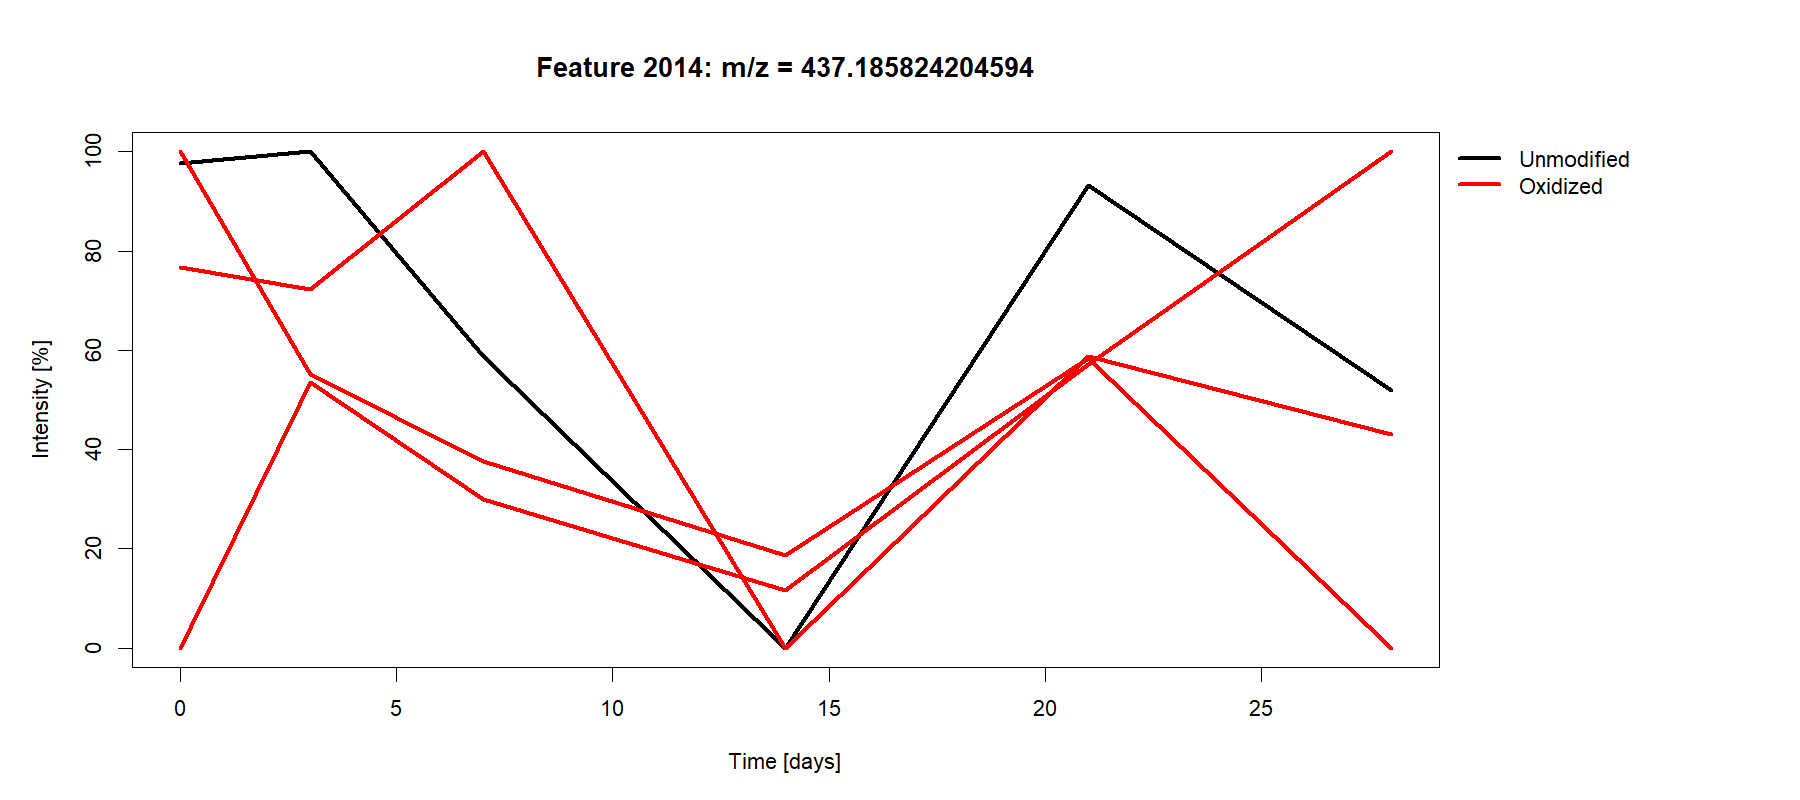 Feature 2014: m/z = 437.185824204594
Unmodified
Oxidized
Intensity [%]
100
80
60
40
20
0
0 5 10 15 20 25
Time [days]